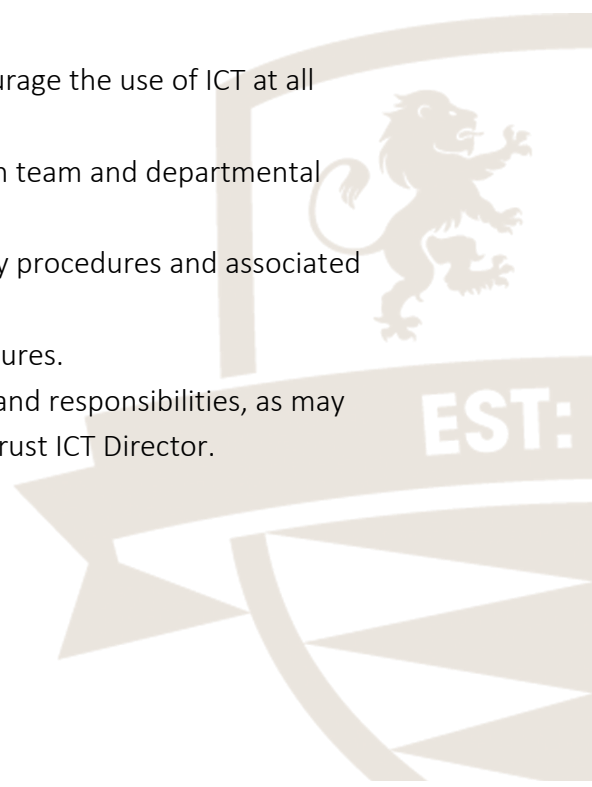 urage the use of ICT at all
team and departmental
procedures and associated
ures.
and responsibilities, as may
rust ICT Director.
EST: